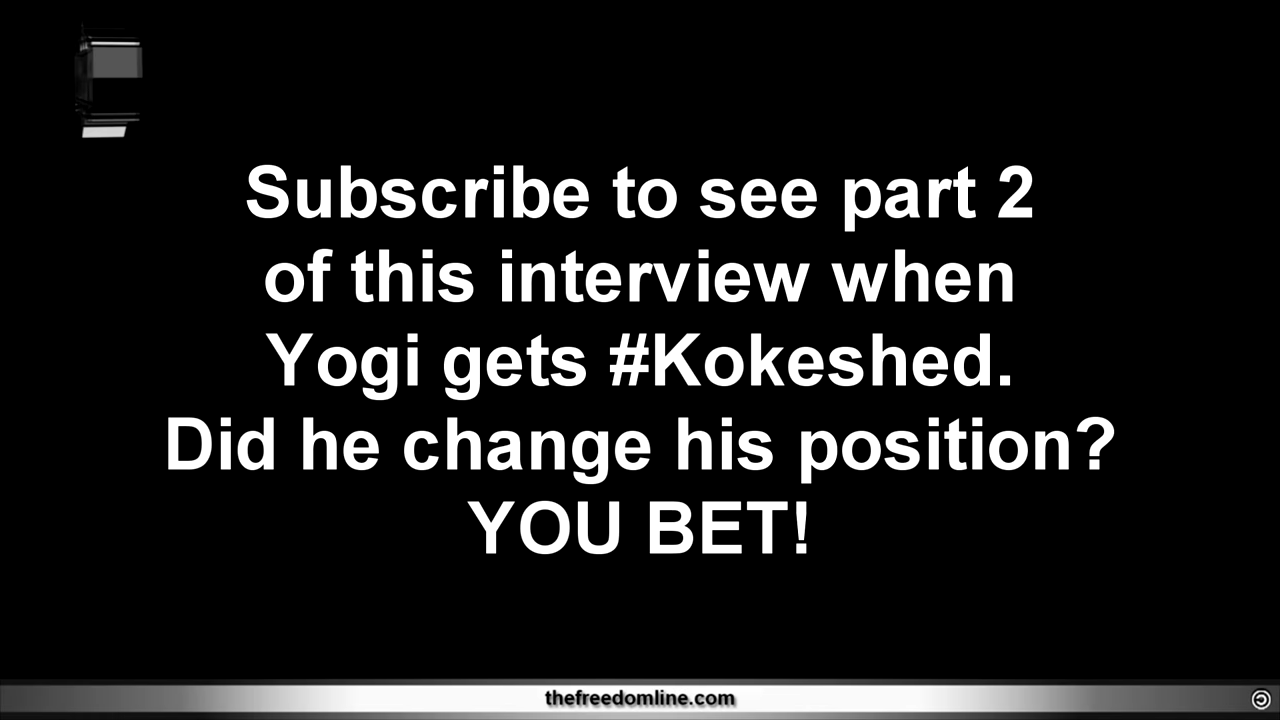 Subscribe to see part 2
of this interview when
Yogi gets #Kokeshed.
Did he change his position?
YOU BET!
thefreedomline.com